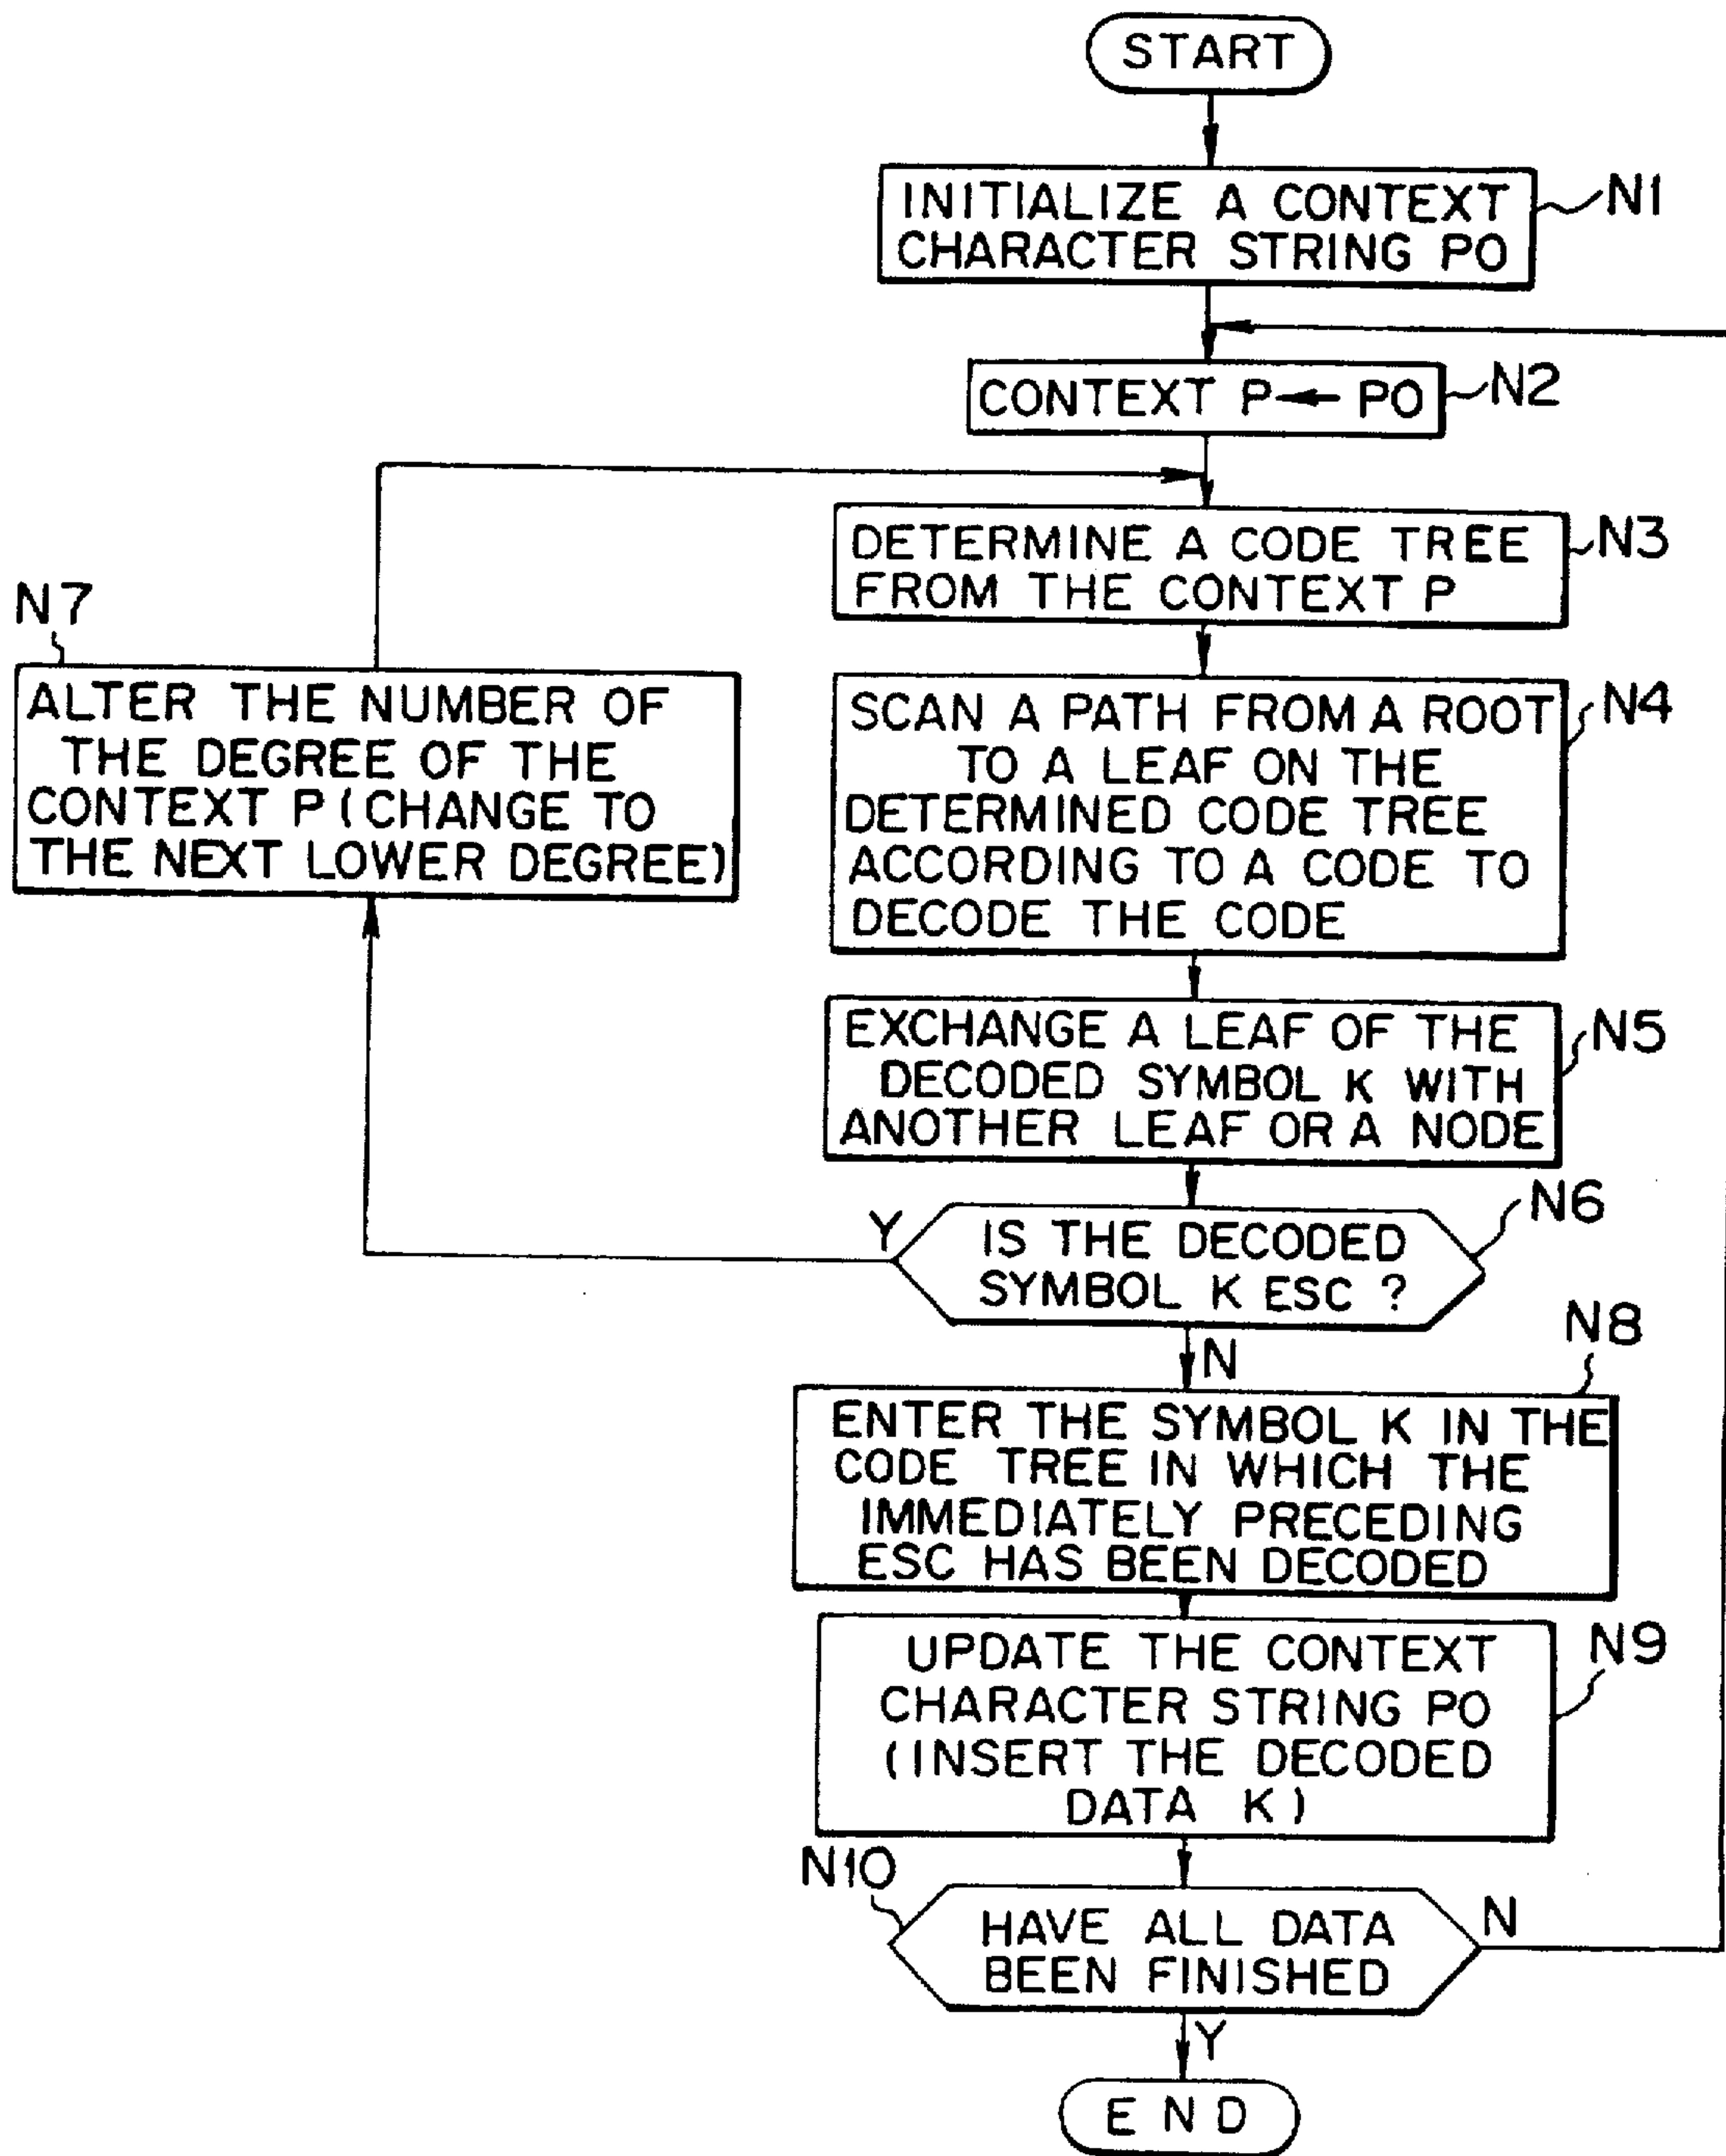 START
INITIALIZE A CONTEXT
CHARACTER STRING PO
N1
CONTEXT P ← PO
N2
DETERMINE A CODE TREE
FROM THE CONTEXT P
N3
N7
ALTER THE NUMBER OF
THE DEGREE OF THE
CONTEXT P (CHANGE TO
THE NEXT LOWER DEGREE)
SCAN A PATH FROM A ROOT
TO A LEAF ON THE
DETERMINED CODE TREE
ACCORDING TO A CODE TO
DECODE THE CODE
N4
EXCHANGE A LEAF OF THE
DECODED SYMBOL K WITH
ANOTHER LEAF OR A NODE
N5
Y
IS THE DECODED
SYMBOL K ESC ?
N6
N
N8
ENTER THE SYMBOL K IN THE
CODE TREE IN WHICH THE
IMMEDIATELY PRECEDING
ESC HAS BEEN DECODED
UPDATE THE CONTEXT
CHARACTER STRING PO
(INSERT THE DECODED
DATA K)
N9
N10
HAVE ALL DATA
BEEN FINISHED
N
Y
END